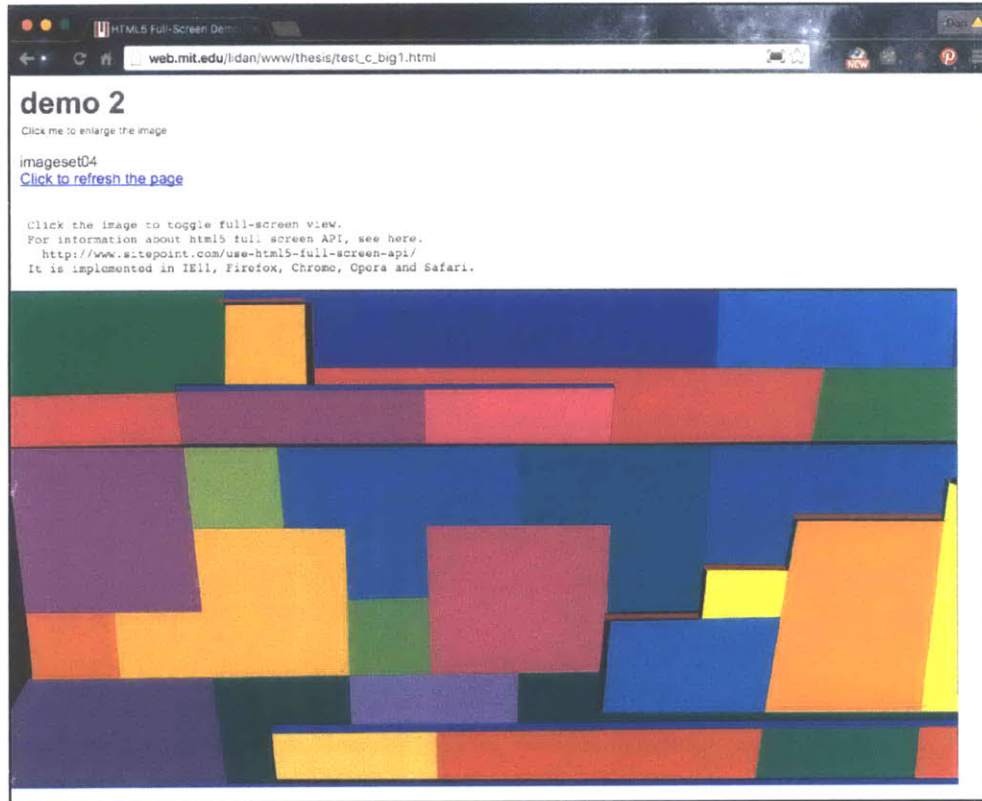 HTML5 Full-Screen Demo
Dan
web.mit.edu/lidan/www/thesis/test_c_big1.html
NEW
demo 2
Click me to enlarge the image
imageset04
Click to refresh the page
Click the image to toggle full-screen view.
For information about html5 full screen API, see here.
http://www.sitepoint.com/use-html5-full-screen-api/
It is implemented in IE11, Firefox, Chrome, Opera and Safari.